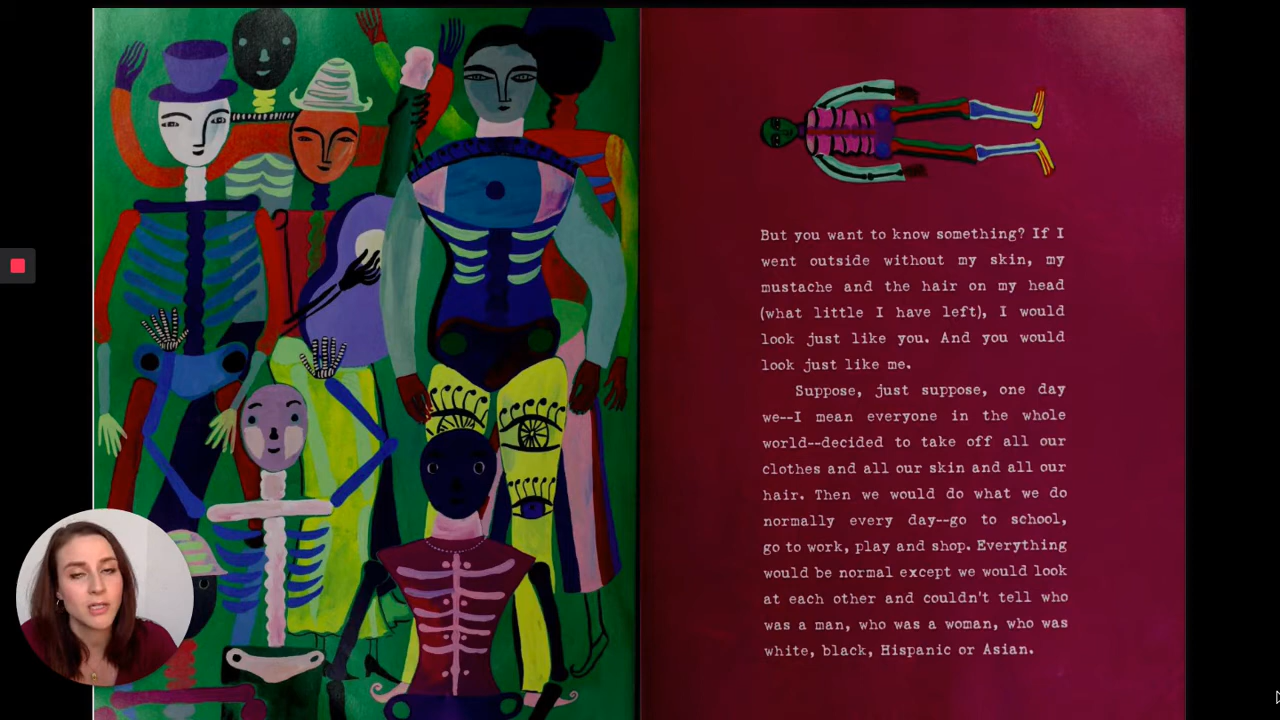 But you want to know something? If I
went outside without my skin, my
mustache and the hair on my head
(what little I have left), I would
look just like you. And you would
look just like me.
Suppose, just suppose, one day
we--I mean everyone in the whole
world--decided to take off all our
clothes and all our skin and all our
hair. Then we would do what we do
normally every day--go to school,
go to work, play and shop. Everything
would be normal except we would look
at each other and couldn't tell who
was a man, who was a woman, who was
white, black, Hispanic or Asian.